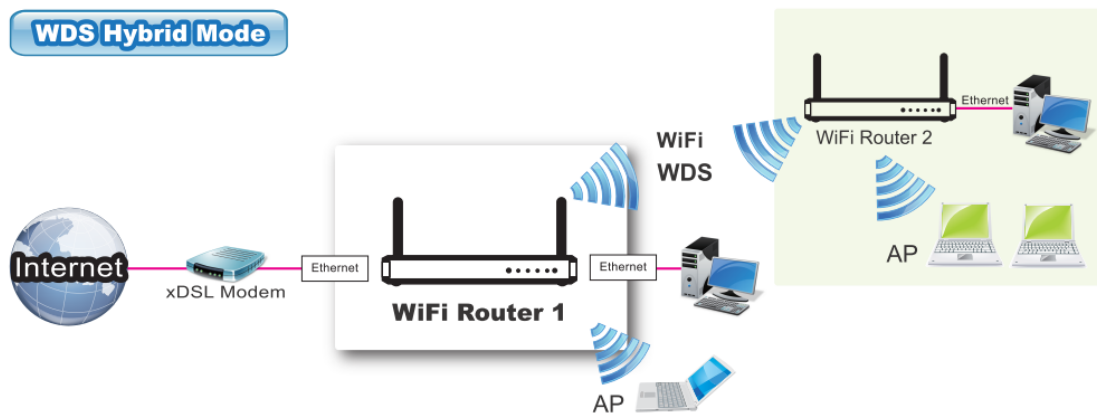 WDS Hybrid Mode
Internet
xDSL Modem
Ethernet
WiFi Router 1
Ethernet
AP
WiFi
WDS
WiFi Router 2
Ethernet
AP